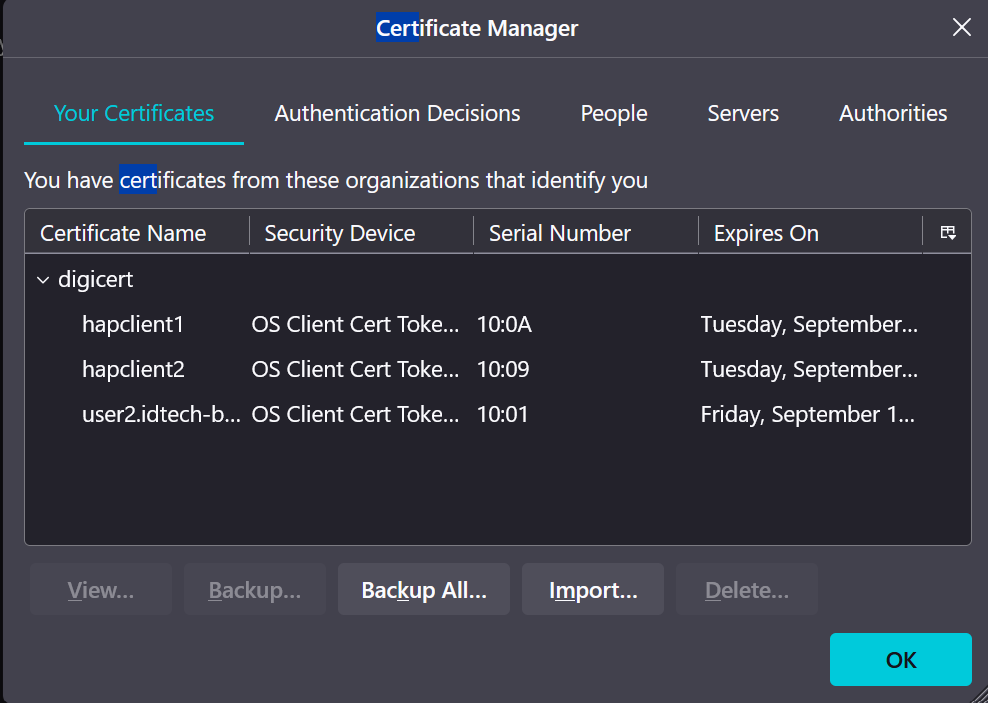 Certificate Manager
Your Certificates Authentication Decisions People Servers Authorities
You have certificates from these organizations that identify you
Certificate Name Security Device Serial Number Expires On
digicert
hapclient1 OS Client Cert Toke... 10:0A Tuesday, September...
hapclient2 OS Client Cert Toke... 10:09 Tuesday, September...
user2.idtech-b... OS Client Cert Toke... 10:01 Friday, September 1...
View... Backup... Backup All... Import... Delete...
OK